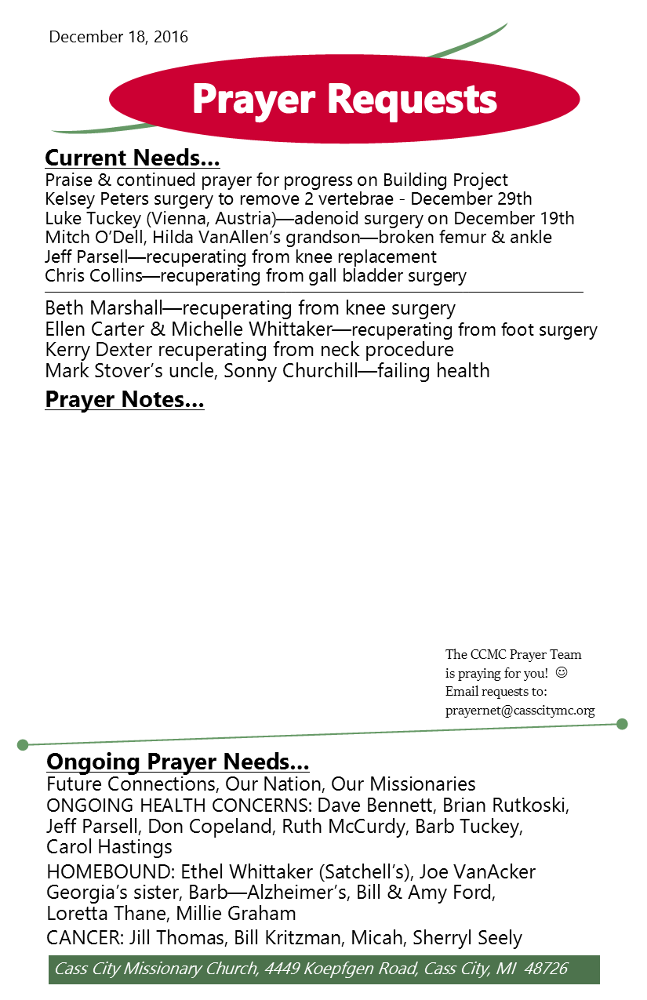 December 18, 2016
Prayer Requests
Current Needs...
Praise & continued prayer for progress on Building Project
Kelsey Peters surgery to remove 2 vertebrae - December 29th
Luke Tuckey (Vienna, Austria)—adenoid surgery on December 19th
Mitch O’Dell, Hilda VanAllen’s grandson—broken femur & ankle
Jeff Parsell—recuperating from knee replacement
Chris Collins—recuperating from gall bladder surgery
Beth Marshall—recuperating from knee surgery
Ellen Carter & Michelle Whittaker—recuperating from foot surgery
Kerry Dexter recuperating from neck procedure
Mark Stover’s uncle, Sonny Churchill—failing health
Prayer Notes...
The CCMC Prayer Team
is praying for you! ☺
Email requests to:
prayernet@casscitymc.org
Ongoing Prayer Needs...
Future Connections, Our Nation, Our Missionaries
ONGOING HEALTH CONCERNS: Dave Bennett, Brian Rutkoski,
Jeff Parsell, Don Copeland, Ruth McCurdy, Barb Tuckey,
Carol Hastings
HOMEBOUND: Ethel Whittaker (Satchell’s), Joe VanAcker
Georgia’s sister, Barb—Alzheimer’s, Bill & Amy Ford,
Loretta Thane, Millie Graham
CANCER: Jill Thomas, Bill Kritzman, Micah, Sherryl Seely
Cass City Missionary Church, 4449 Koepfgen Road, Cass City, MI 48726